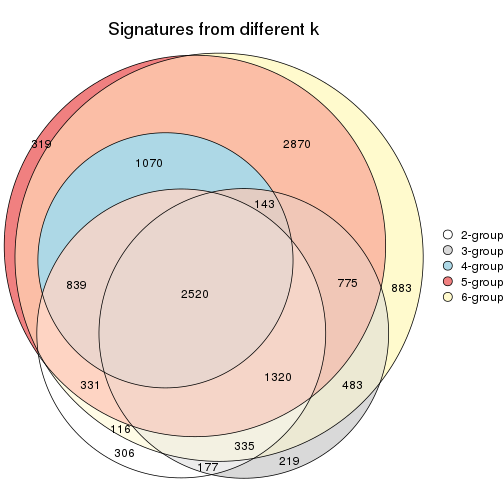 Signatures from different k
319
2870
1070
143
775
839
883
2520
1320
331
483
116
335
306
219
177
2-group
3-group
4-group
5-group
6-group